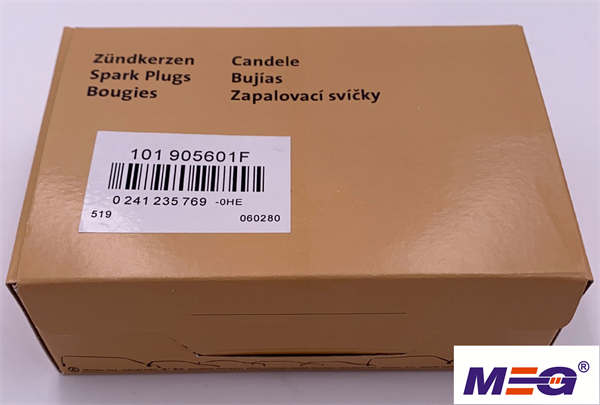 Zündkerzen
Spark Plugs
Bougies
Candele
Bujías
Zapalovací svíčky
101 905601F
0 241 235 769 -0HE
519 060280
MEG®